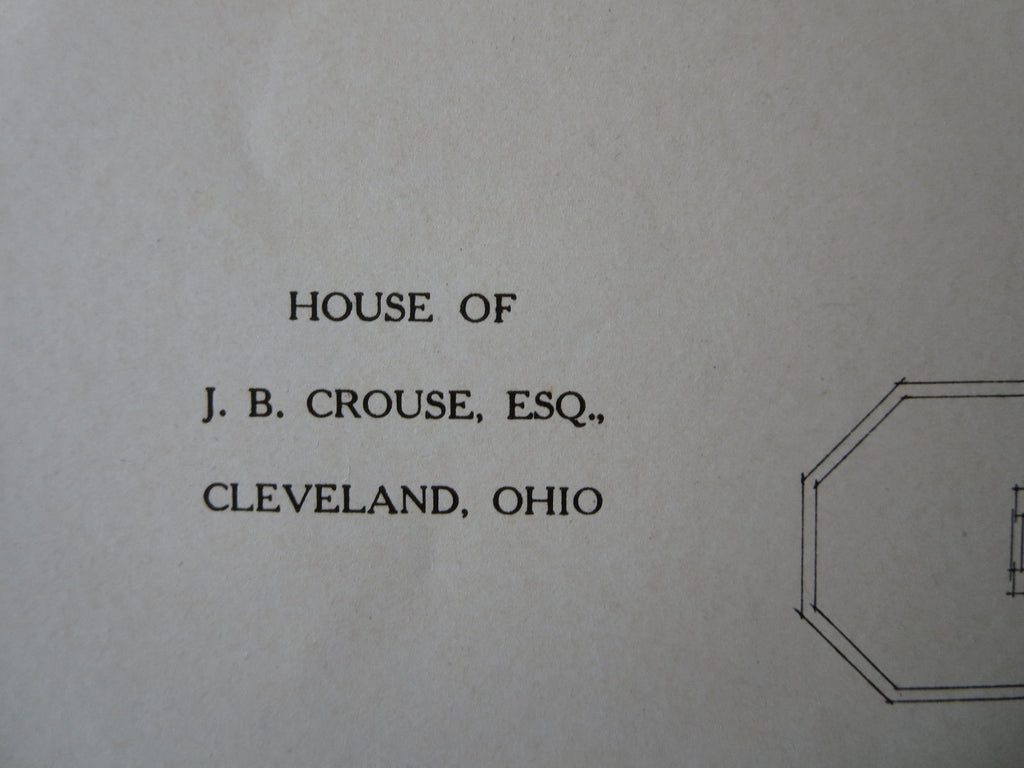 HOUSE OF
J. B. CROUSE, ESQ.,
CLEVELAND, OHIO